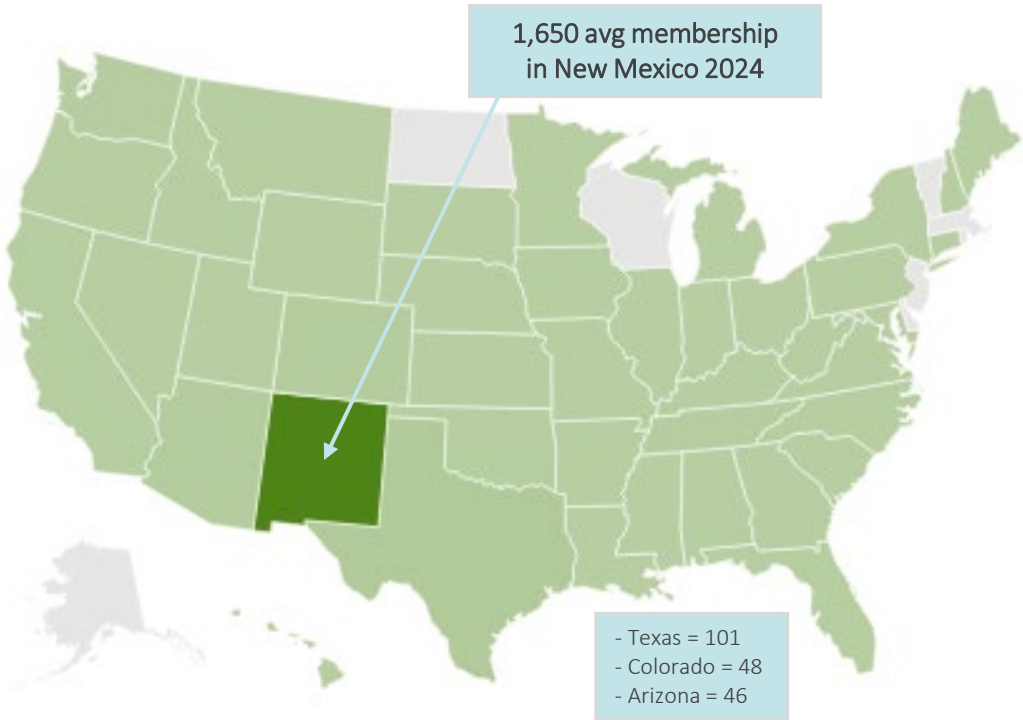 1,650 avg membership
in New Mexico 2024
- Texas = 101
- Colorado = 48
- Arizona = 46